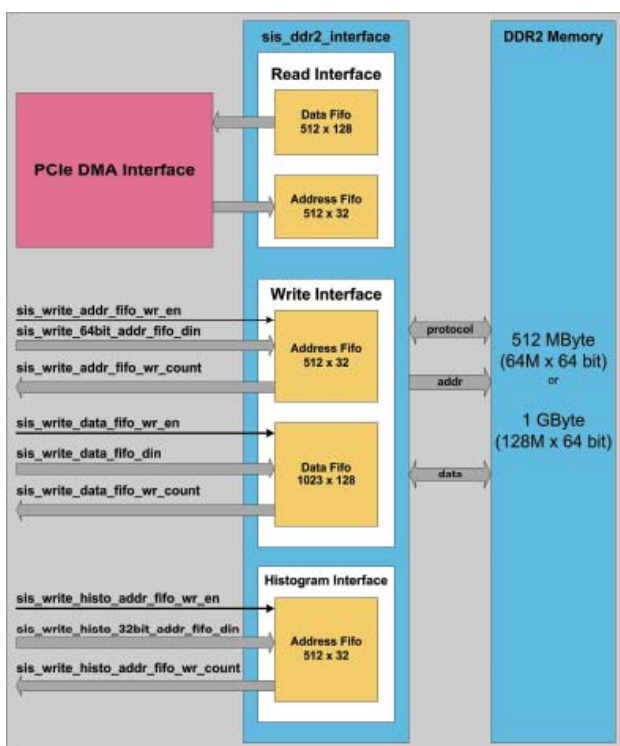 sis_ddr2_interface
DDR2 Memory
Read Interface
Data Fifo
512 x 128
PCIe DMA Interface
Address Fifo
512 x 32
Write Interface
sis_write_addr_fifo_wr_en
sis_write_64bit_addr_fifo_din
Address Fifo
512 x 32
sis_write_addr_fifo_wr_count
protocol
addr
512 MByte
(64M x 64 bit)
or
1 GByte
(128M x 64 bit)
sis_write_data_fifo_wr_en
sis_write_data_fifo_din
Data Fifo
1023 x 128
data
sis_write_data_fifo_wr_count
Histogram Interface
sis_write_histo_addr_fifo_wr_en
sis_write_histo_32bit_addr_fifo_din
Address Fifo
512 x 32
sis_write_histo_addr_fifo_wr_count